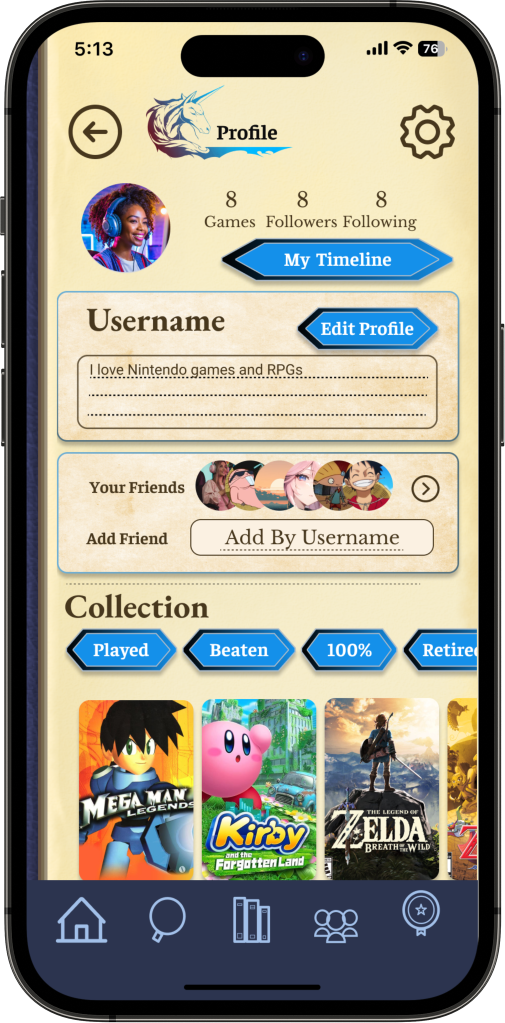 5:13
76
Profile
8 8 8
Games Followers Following
My Timeline
Username
Edit Profile
I love Nintendo games and RPGs
Your Friends
Add Friend
Add By Username
Collection
Played Beaten 100% Retired
MEGA MAN
LEGENDS
Kirby
and the
Forgotten Land
THE LEGEND OF
ZELDA
BREATH OF THE WILD